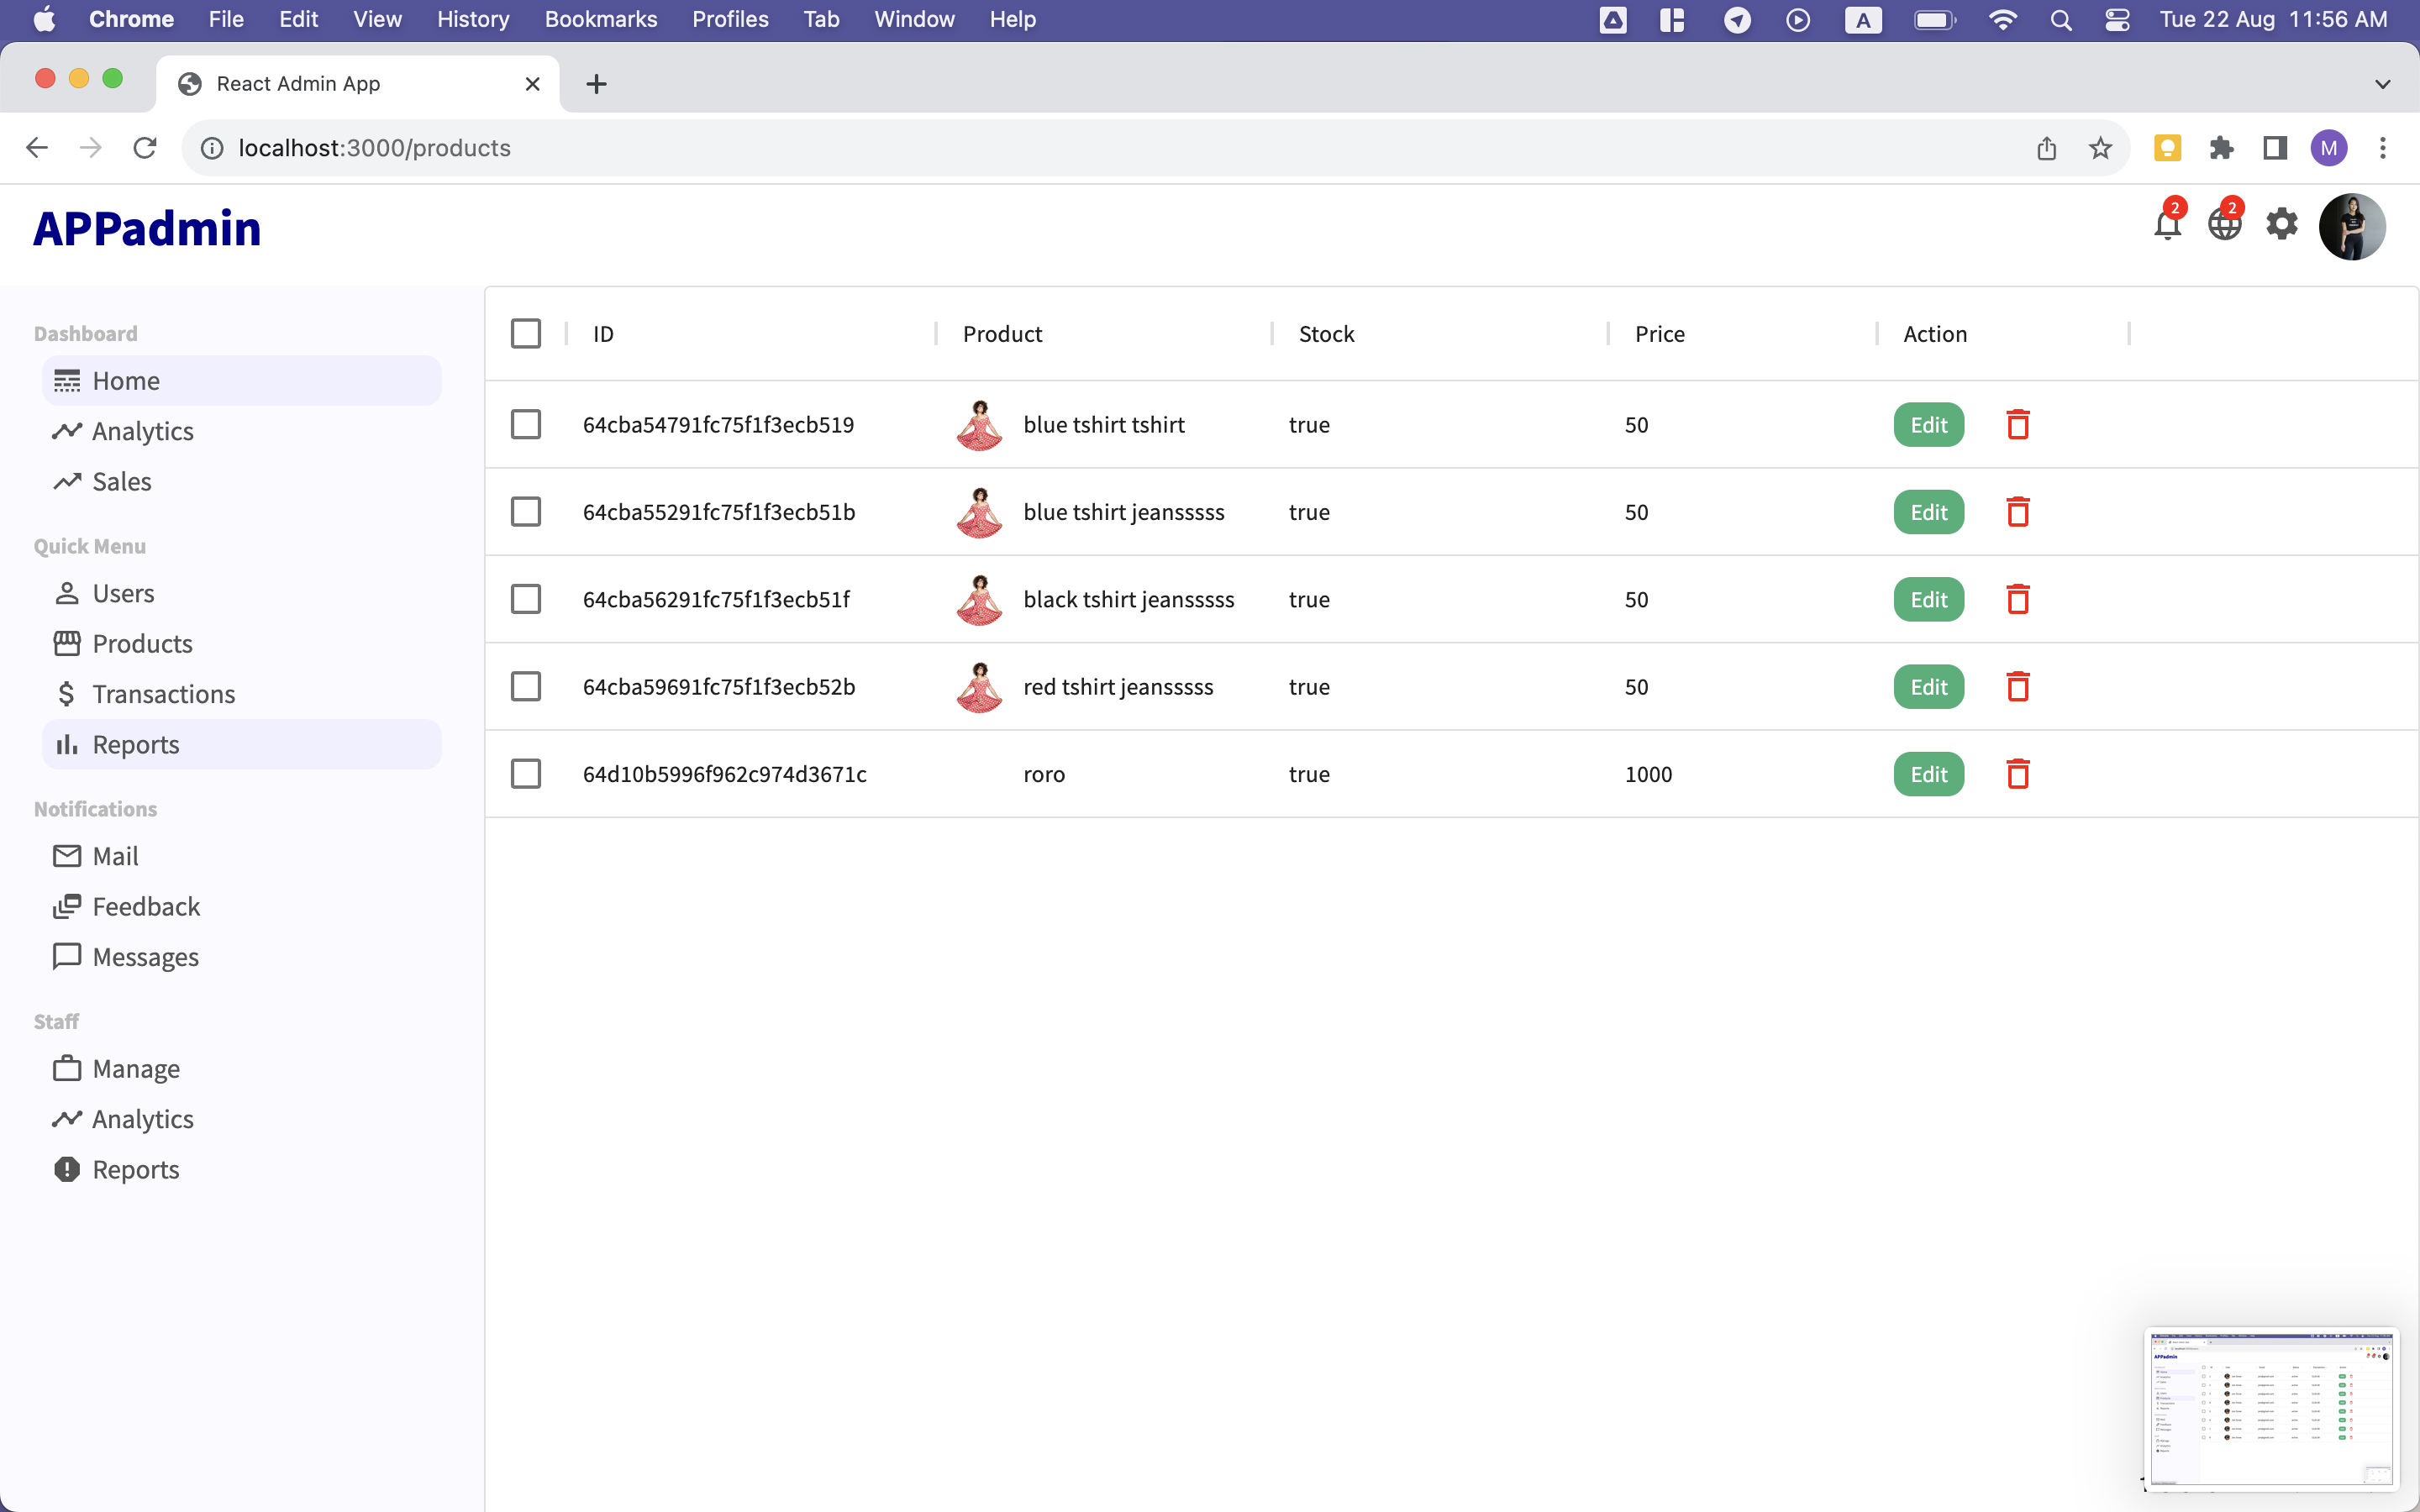 Chrome File Edit View History Bookmarks Profiles Tab Window Help A Tue 22 Aug 11:56 AM
React Admin App
localhost:3000/products M
APPadmin 2 2
Dashboard
Home
Analytics
Sales
Quick Menu
Users
Products
Transactions
Reports
Notifications
Mail
Feedback
Messages
Staff
Manage
Analytics
Reports
ID Product Stock Price Action
64cba54791fc75f1f3ecb519 blue tshirt tshirt true 50 Edit
64cba55291fc75f1f3ecb51b blue tshirt jeansssss true 50 Edit
64cba56291fc75f1f3ecb51f black tshirt jeansssss true 50 Edit
64cba59691fc75f1f3ecb52b red tshirt jeansssss true 50 Edit
64d10b5996f962c974d3671c roro true 1000 Edit
APPadmin